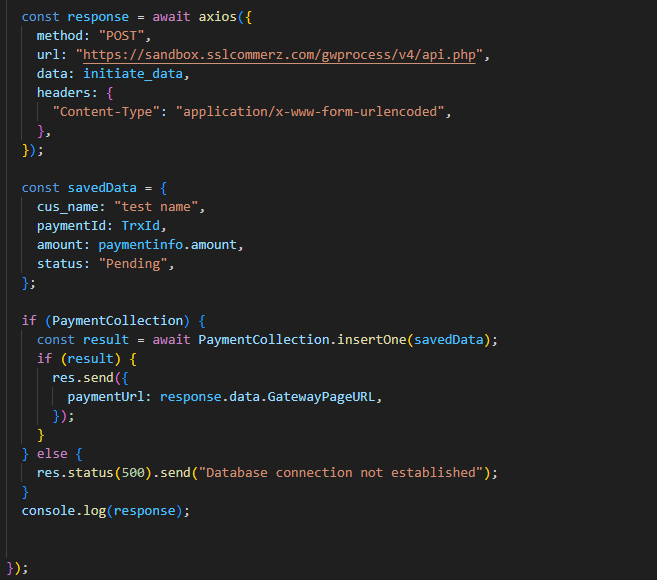 const response = await axios({
method: "POST",
url: "https://sandbox.sslcommerz.com/gwprocess/v4/api.php",
data: initiate_data,
headers: {
"Content-Type": "application/x-www-form-urlencoded",
},
});
const savedData = {
cus_name: "test name",
paymentId: TrxId,
amount: paymentinfo.amount,
status: "Pending",
};
if (PaymentCollection) {
const result = await PaymentCollection.insertOne(savedData);
if (result) {
res.send({
paymentUrl: response.data.GatewayPageURL,
});
}
} else {
res.status(500).send("Database connection not established");
}
console.log(response);
});